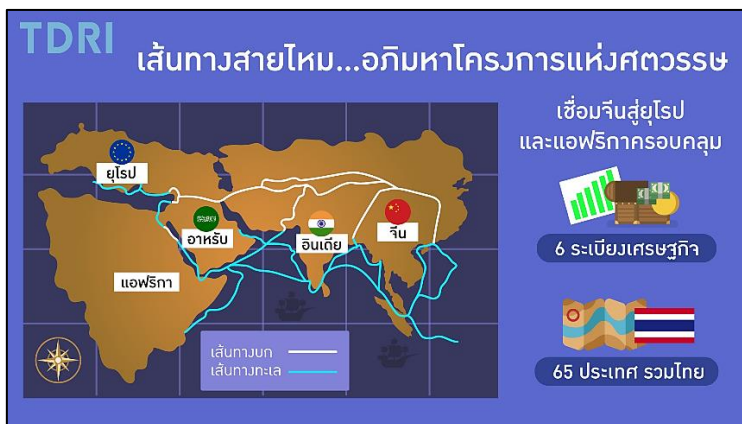 TDRI
เส้นทางสายไหม...อภิมหาโครงการแห่งศตวรรษ
เชื่อมจีนสู่ยุโรป
และแอฟริกาครอบคลุม
ยุโรป
อาหรับ
อินเดีย
จีน
แอฟริกา
6 ระเบียงเศรษฐกิจ
เส้นทางบก
เส้นทางทะเล
65 ประเทศ รวมไทย